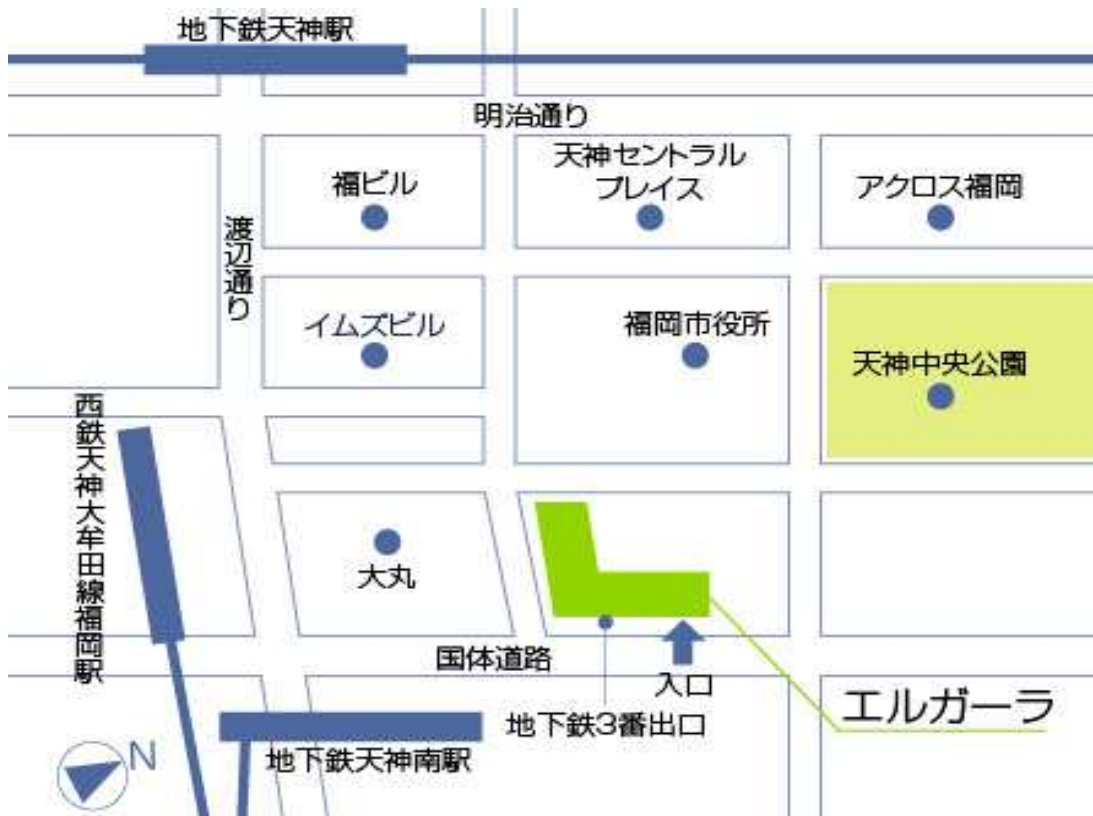 地下鉄天神駅
明治通り
福ビル
天神セントラル
プレイス
アクロス福岡
渡辺通り
イムズビル
福岡市役所
天神中央公園
西鉄天神大牟田線福岡駅
大丸
国体道路
入口
地下鉄3番出口
エルガーラ
地下鉄天神南駅
N